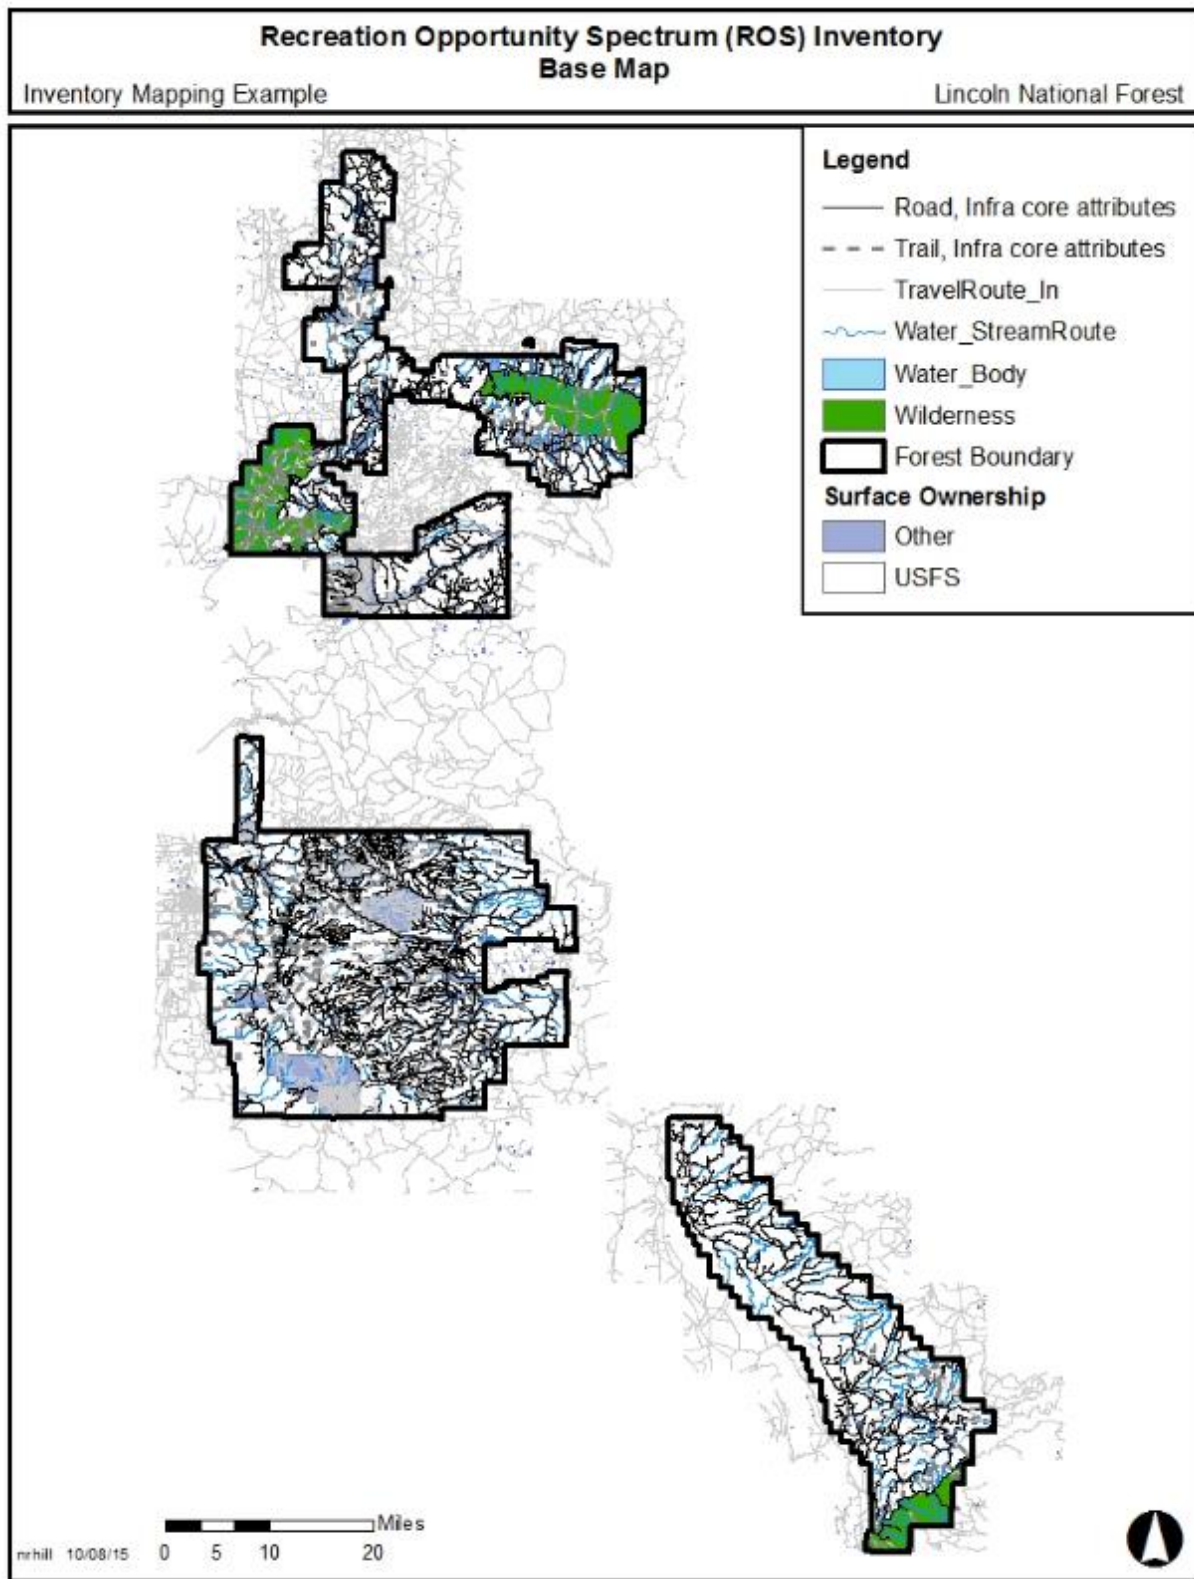 Recreation Opportunity Spectrum (ROS) Inventory
Base Map
Inventory Mapping Example Lincoln National Forest
Legend
Road, Infra core attributes
Trail, Infra core attributes
TravelRoute_In
Water_StreamRoute
Water_Body
Wilderness
Forest Boundary
Surface Ownership
Other
USFS
Miles
nrhill 10/08/15 0 5 10 20